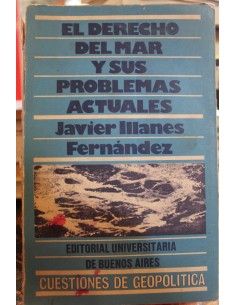 EL DERECHO
DEL MAR
Y SUS
PROBLEMAS
ACTUALES
Javier Illanes
Fernández
EDITORIAL UNIVERSITARIA
DE BUENOS AIRES
CUESTIONES DE GEOPOLITICA